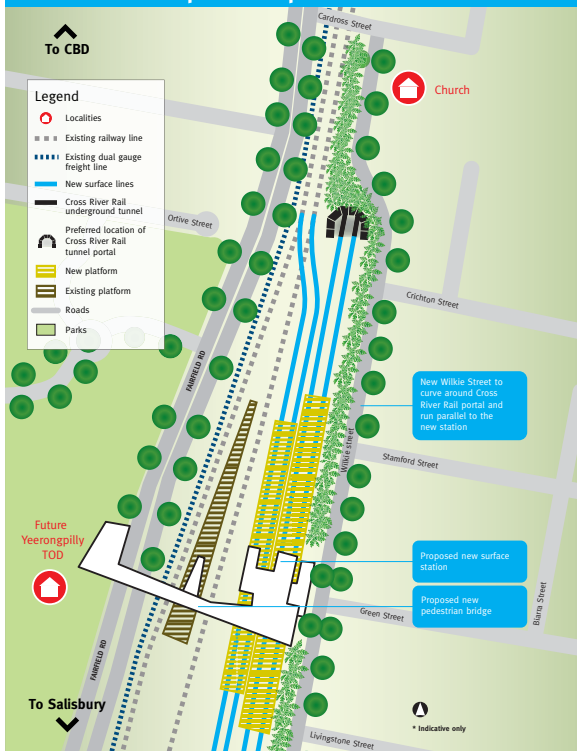 Cardross Street
To CBD
Church
Legend
Localities
Existing railway line
Existing dual gauge
freight line
New surface lines
Cross River Rail
underground tunnel
Preferred location of
Cross River Rail
tunnel portal
New platform
Existing platform
Roads
Parks
Ortive Street
Crichton Street
FAIRFIELD RD
New Wilkie Street to
curve around Cross
River Rail portal and
run parallel to the
new station
Wilkie street
Stamford Street
Future
Yeerongpilly
TOD
Proposed new surface
station
Proposed new
pedestrian bridge
Biarra Street
Green Street
FAIRFIELD RD
To Salisbury
* Indicative only
Livingstone Street